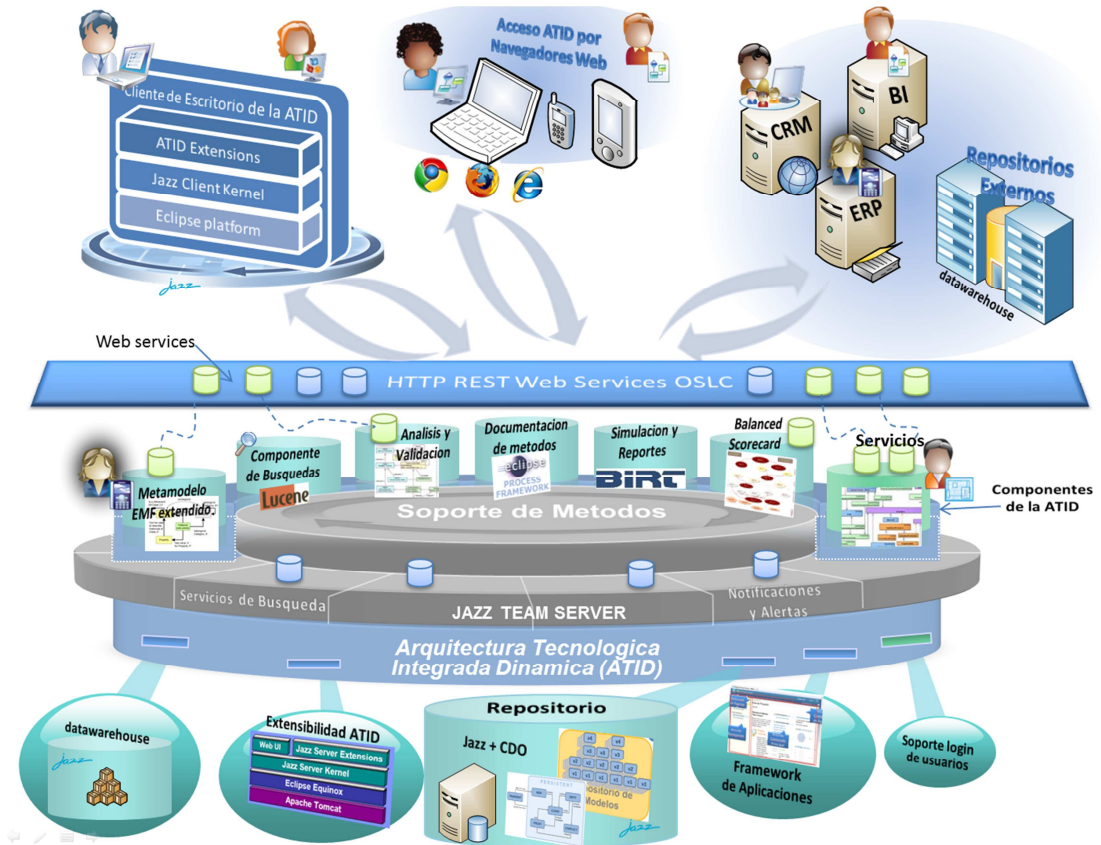 Cliente de Escritorio de la ATID
ATID Extensions
Jazz Client Kernel
Eclipse platform
jazz
Acceso ATID por
Navegadores Web
CRM
BI
ERP
Repositorios
Externos
datawarehouse
Web services
HTTP REST Web Services OSLC
Metamodelo
EMF extendido.
Componente
de Busquedas
Lucene
Analisis y
Validacion
Documentacion
de metodos
eclipse
PROCESS
FRAMEWORK
Simulacion y
Reportes
BIRT
Balanced
Scorecard
Servicios
Componentes
de la ATID
Soporte de Metodos
Servicios de Busqueda
JAZZ TEAM SERVER
Notificaciones
y Alertas
Arquitectura Tecnologica
Integrada Dinamica (ATID)
datawarehouse
jazz
Extensibilidad ATID
Web UI
Jazz Server Extensions
Jazz Server Kernel
Eclipse Equinox
Apache Tomcat
Repositorio
Jazz + CDO
PERSISTENT
jazz
Framework
de Aplicaciones
Soporte login
de usuarios